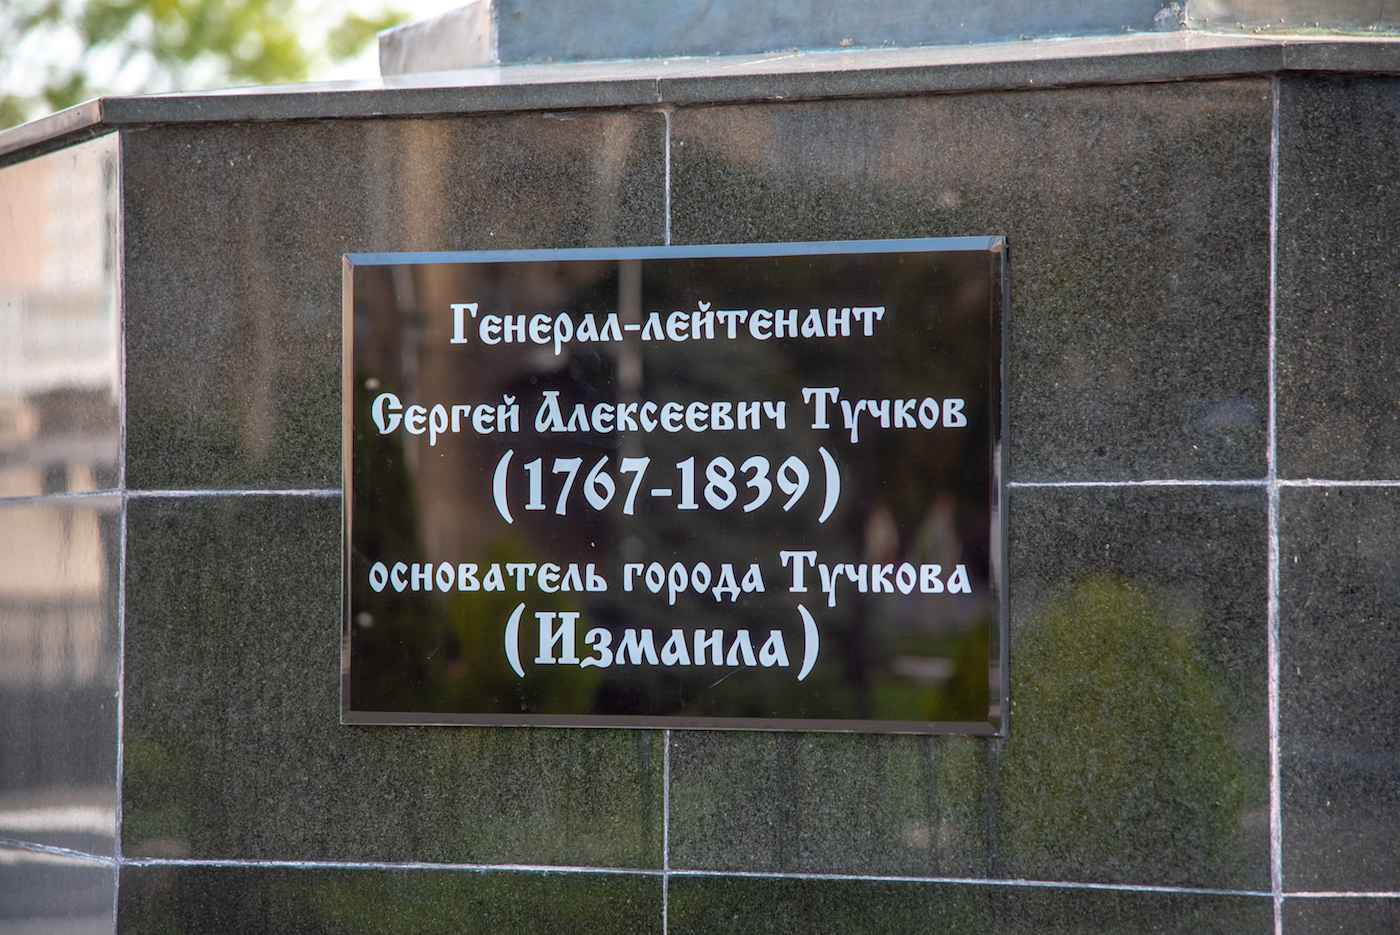 Генерал-лейтенант
Сергей Алексеевич Тучков
(1767-1839)
основатель города Тучкова
(Измаила)